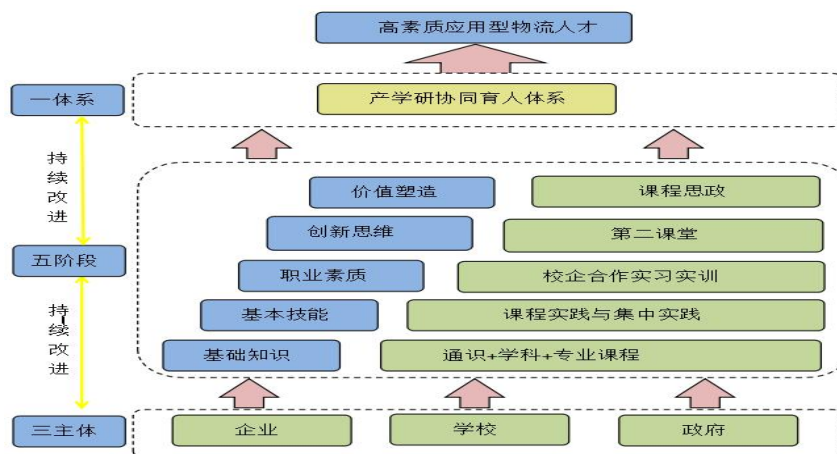 高素质应用型物流人才
一体系
产学研协同育人体系
持续改进
价值塑造
课程思政
创新思维
第二课堂
五阶段
职业素质
校企合作实习实训
持续改进
基本技能
课程实践与集中实践
基础知识
通识+学科+专业课程
三主体
企业
学校
政府